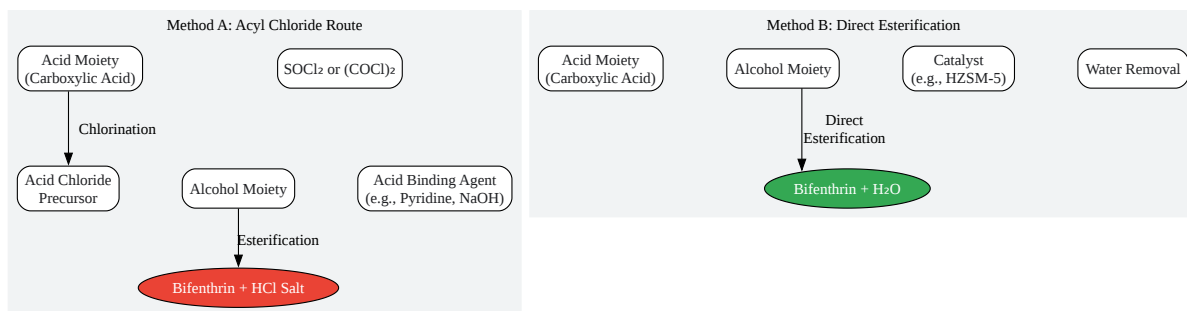 Method A: Acyl Chloride Route
Acid Moiety
(Carboxylic Acid)
SOCl₂ or (COCl)₂
Chlorination
Acid Chloride
Precursor
Alcohol Moiety
Acid Binding Agent
(e.g., Pyridine, NaOH)
Esterification
Bifenthrin + HCl Salt
Method B: Direct Esterification
Acid Moiety
(Carboxylic Acid)
Alcohol Moiety
Catalyst
(e.g., HZSM-5)
Water Removal
Direct
Esterification
Bifenthrin + H₂O